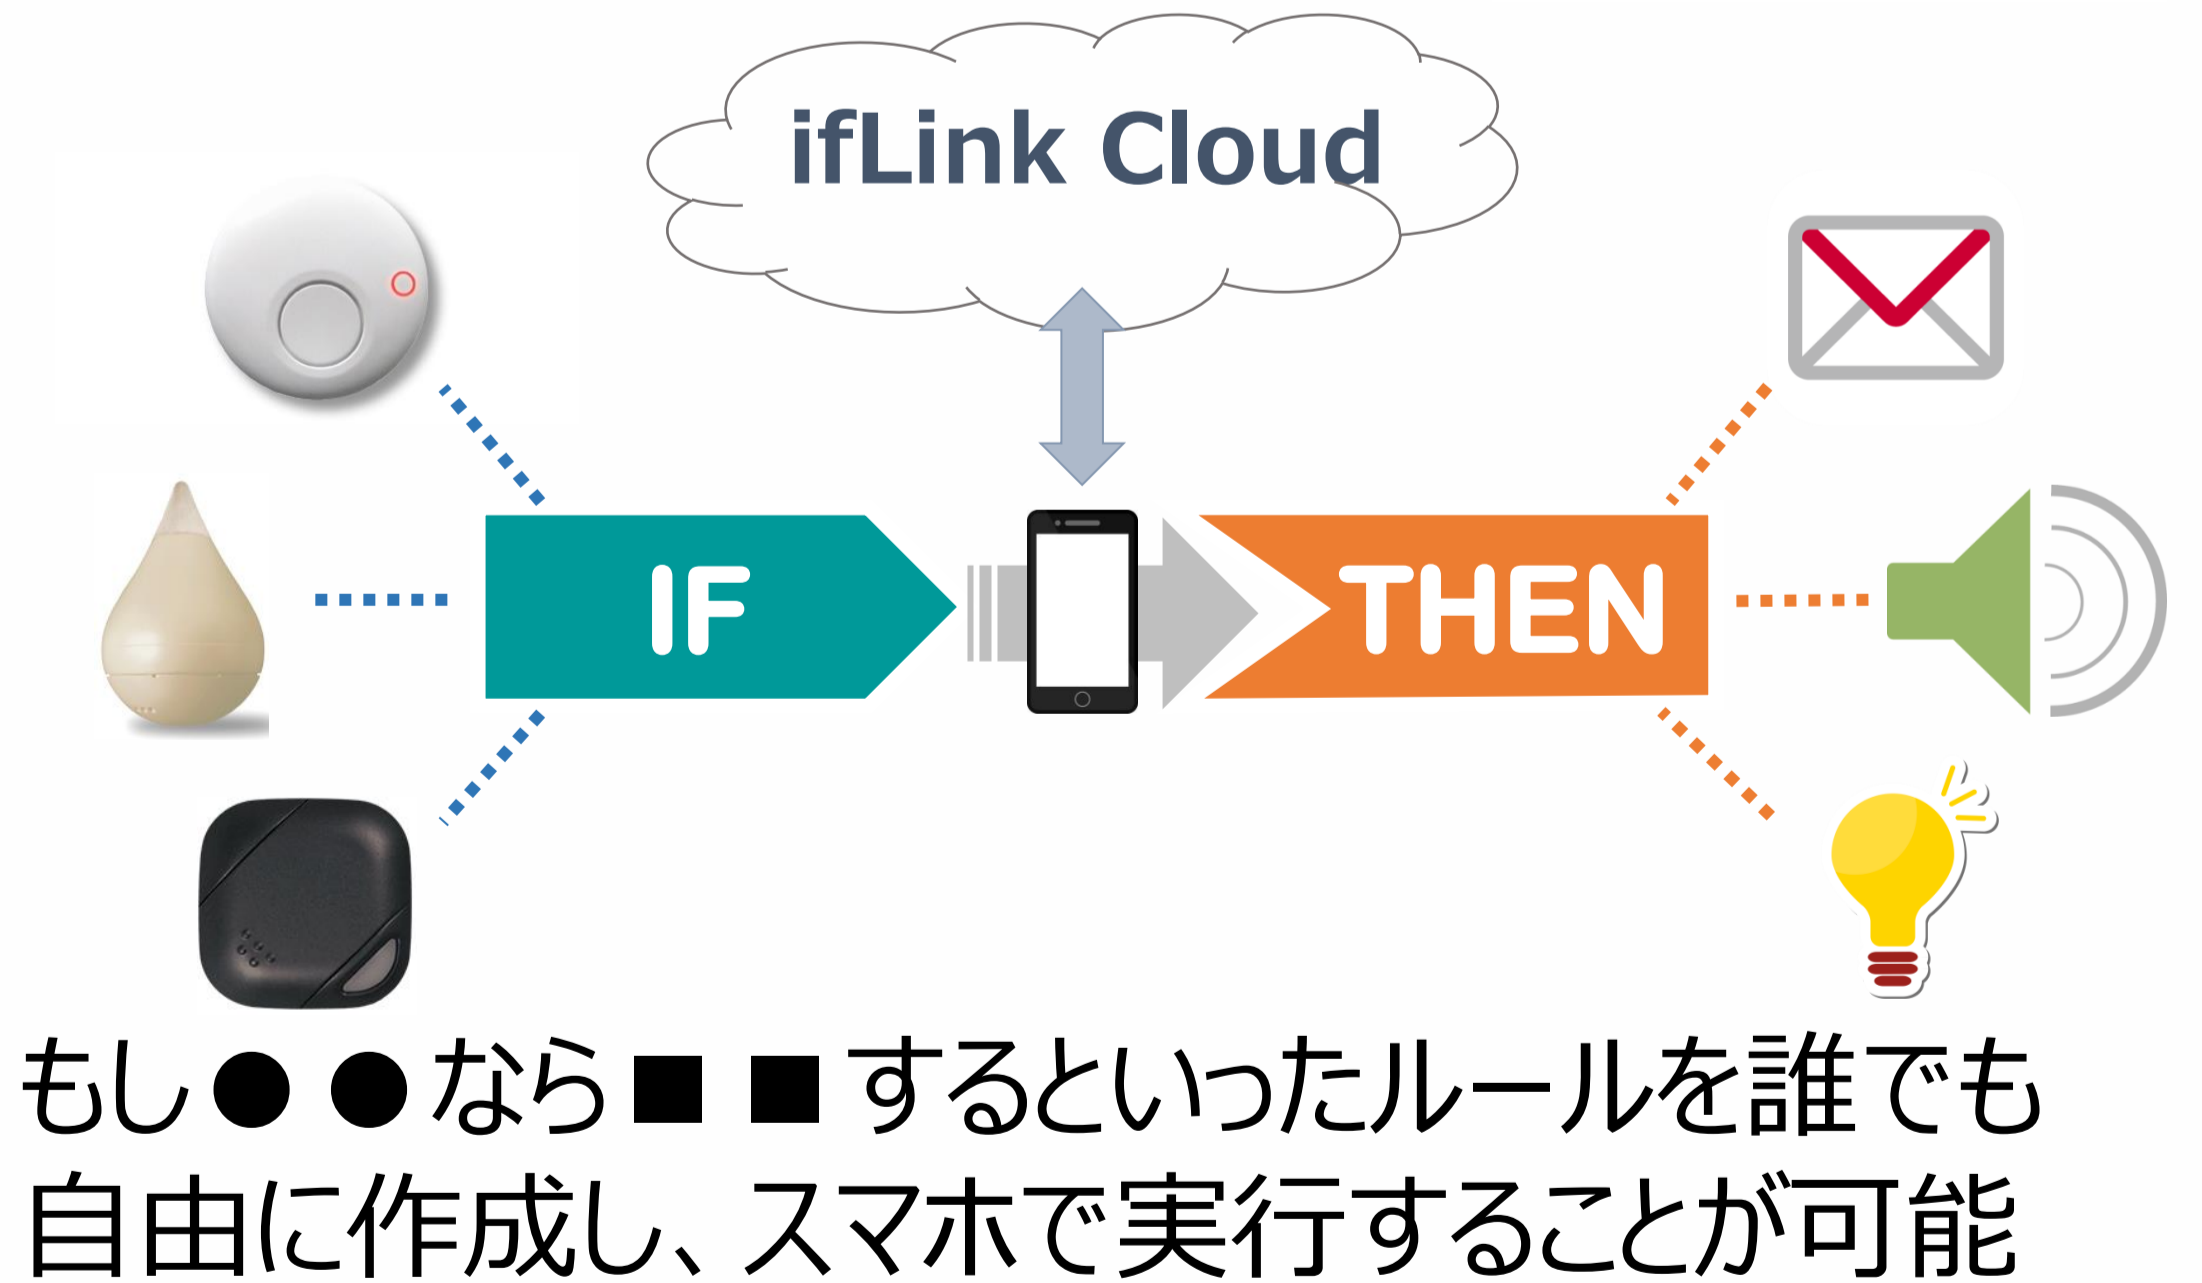 ifLink Cloud
IF
THEN
もし●●なら■■するといったルールを誰でも
自由に作成し、スマホで実行することが可能